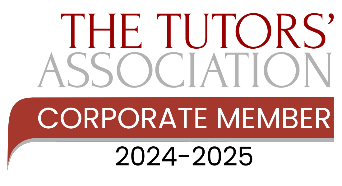 THE TUTORS’
ASSOCIATION
CORPORATE MEMBER
2024-2025